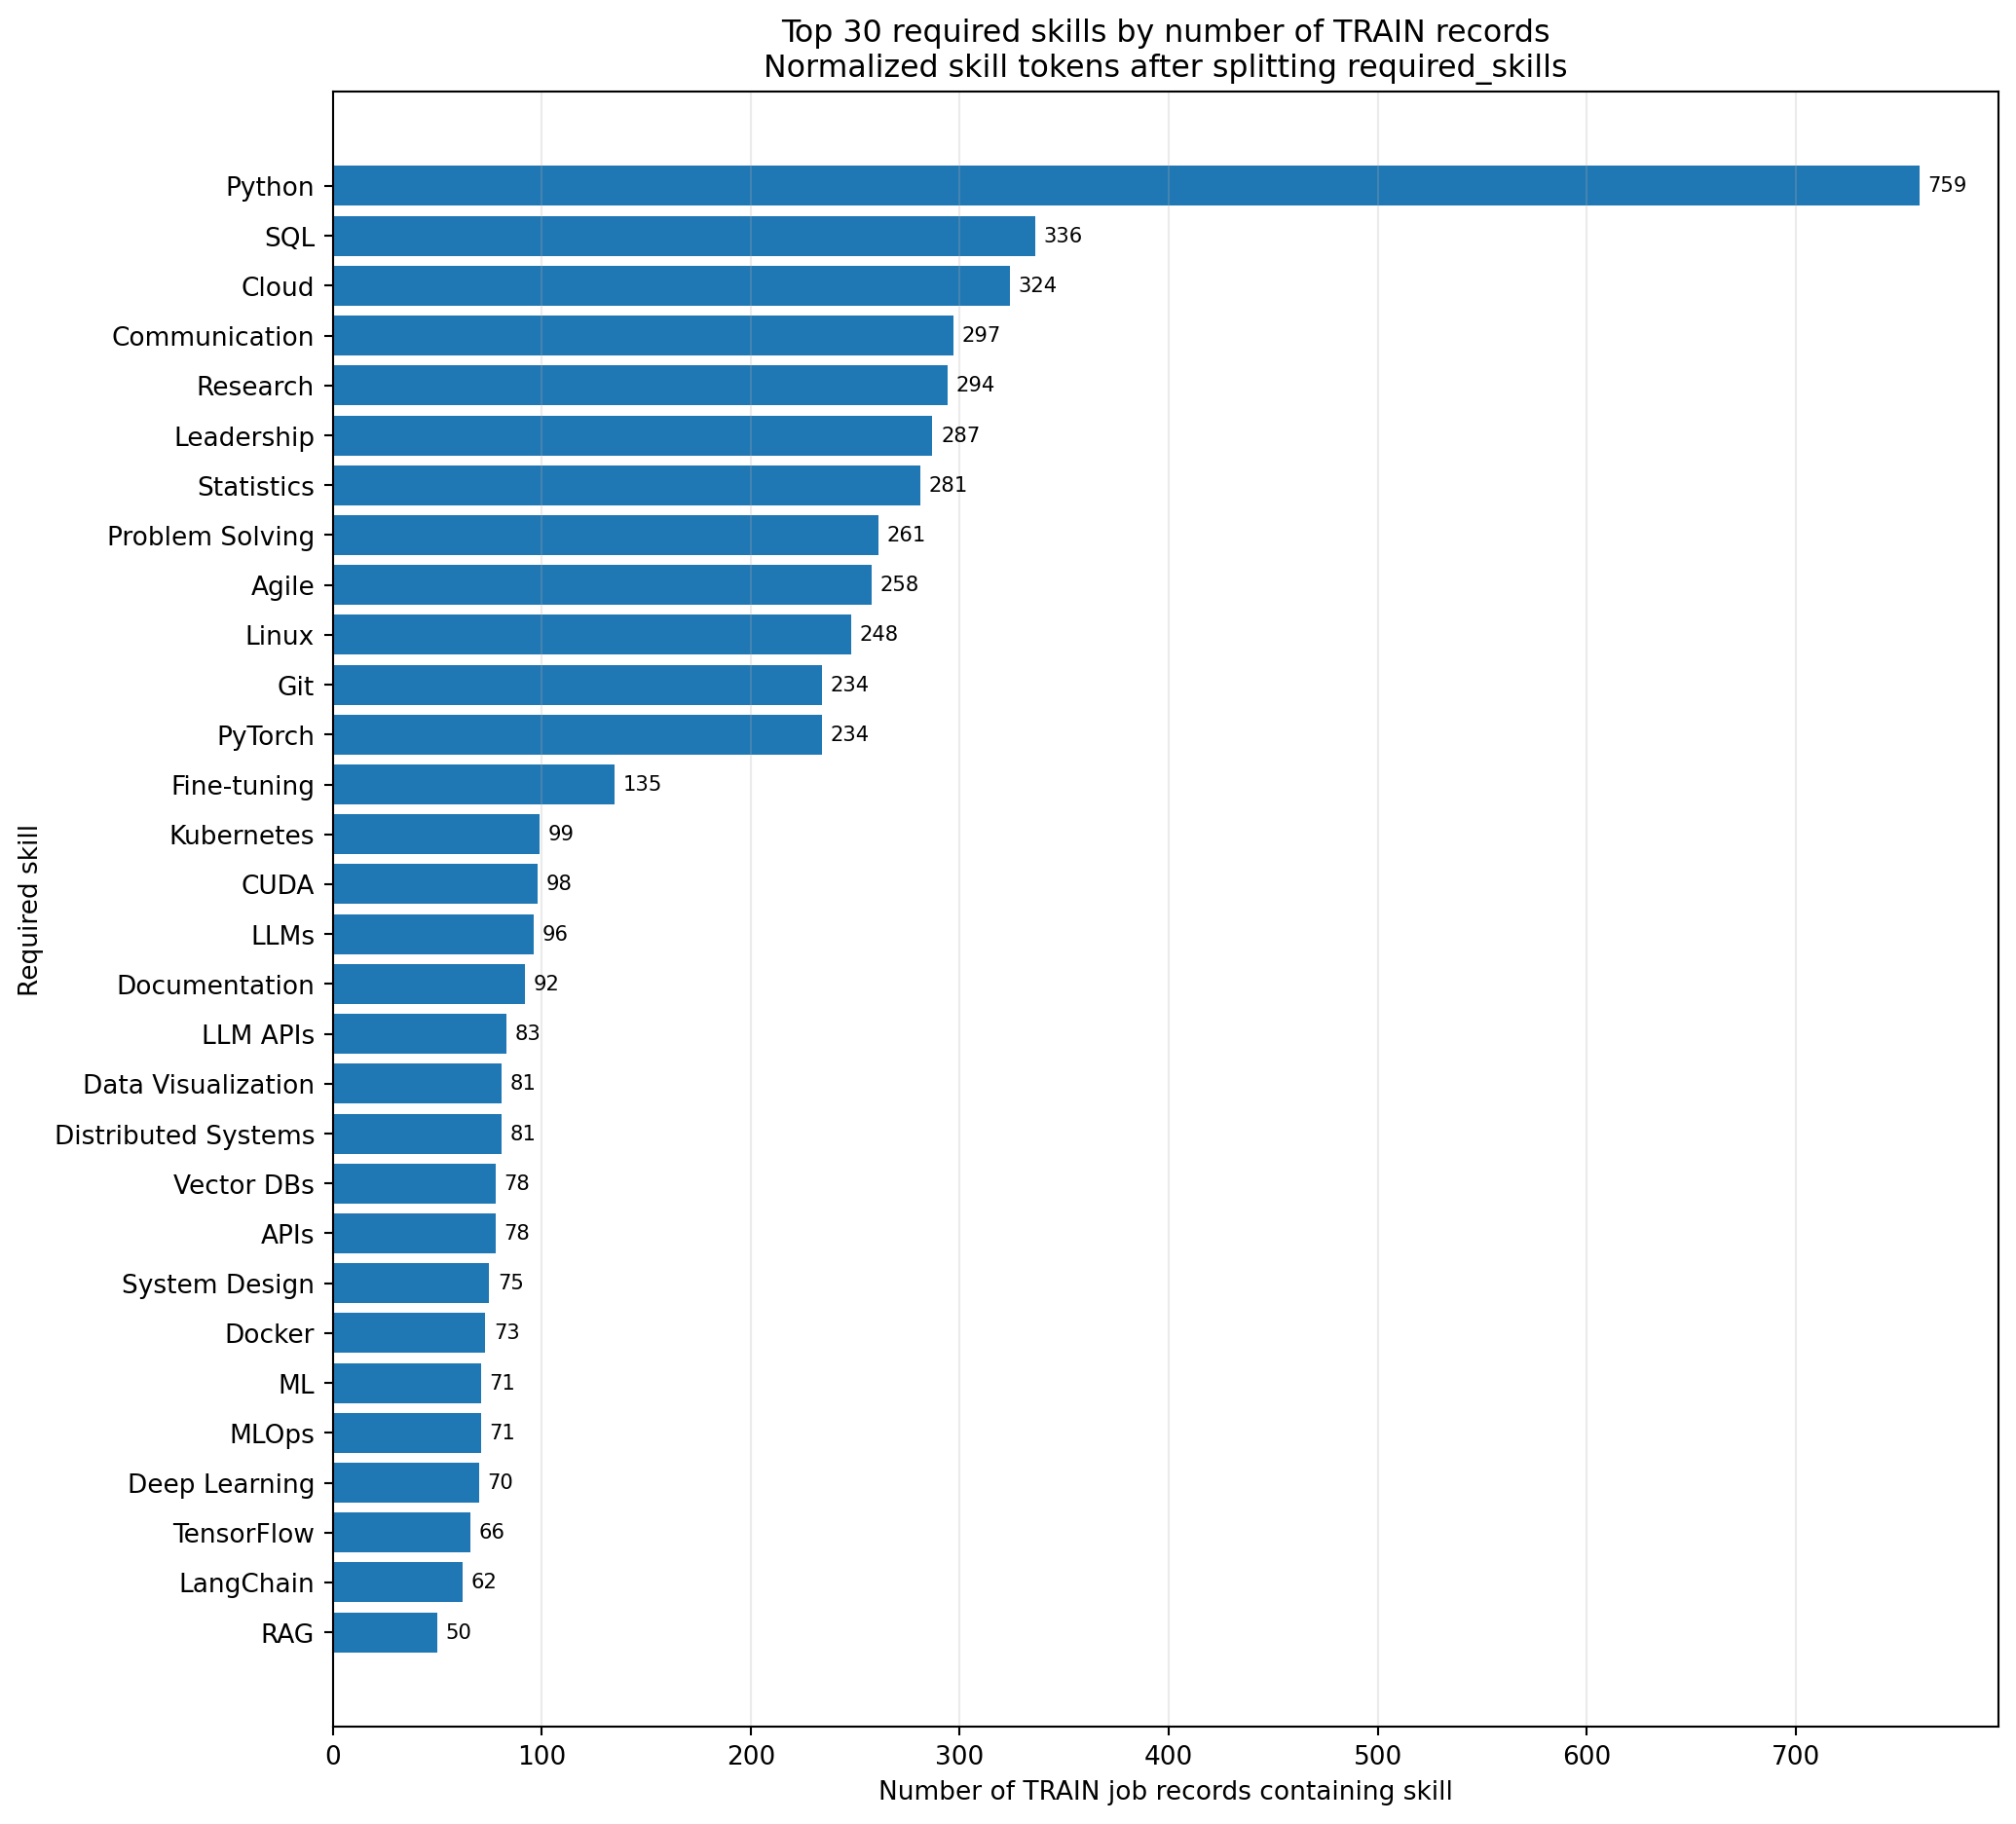 Top 30 required skills by number of TRAIN records
Normalized skill tokens after splitting required_skills
Python 759
SQL 336
Cloud 324
Communication 297
Research 294
Leadership 287
Statistics 281
Problem Solving 261
Agile 258
Linux 248
Git 234
PyTorch 234
Fine-tuning 135
Kubernetes 99
CUDA 98
LLMs 96
Documentation 92
LLM APIs 83
Data Visualization 81
Distributed Systems 81
Vector DBs 78
APIs 78
System Design 75
Docker 73
ML 71
MLOps 71
Deep Learning 70
TensorFlow 66
LangChain 62
RAG 50
Required skill
0 100 200 300 400 500 600 700
Number of TRAIN job records containing skill